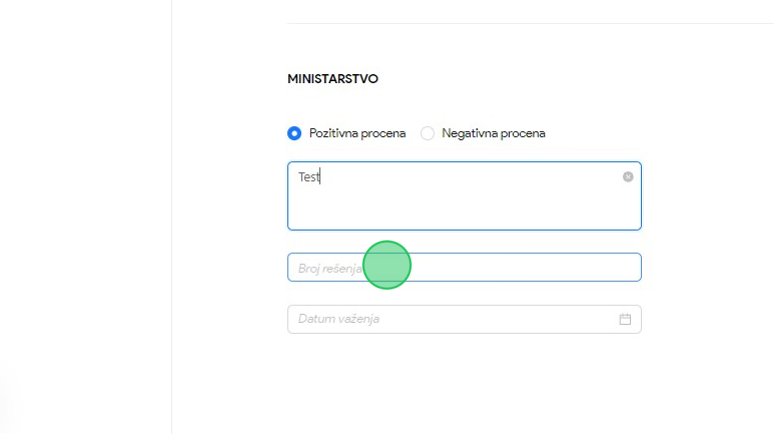 MINISTARSTVO
Pozitivna procena Negativna procena
Test
Broj rešenja
Datum važenja